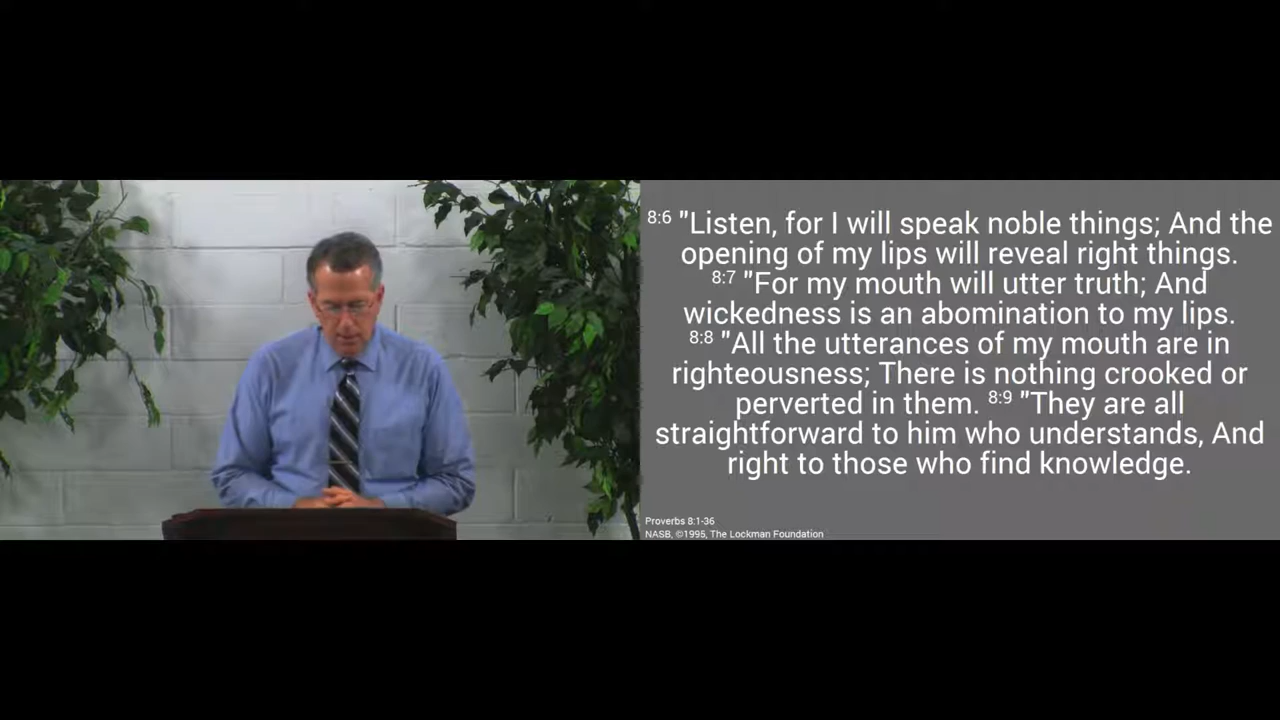 8:6 "Listen, for I will speak noble things; And the
opening of my lips will reveal right things.
8:7 "For my mouth will utter truth; And
wickedness is an abomination to my lips.
8:8 "All the utterances of my mouth are in
righteousness; There is nothing crooked or
perverted in them. 8:9 "They are all
straightforward to him who understands, And
right to those who find knowledge.
Proverbs 8:1-36
NASB, ©1995, The Lockman Foundation